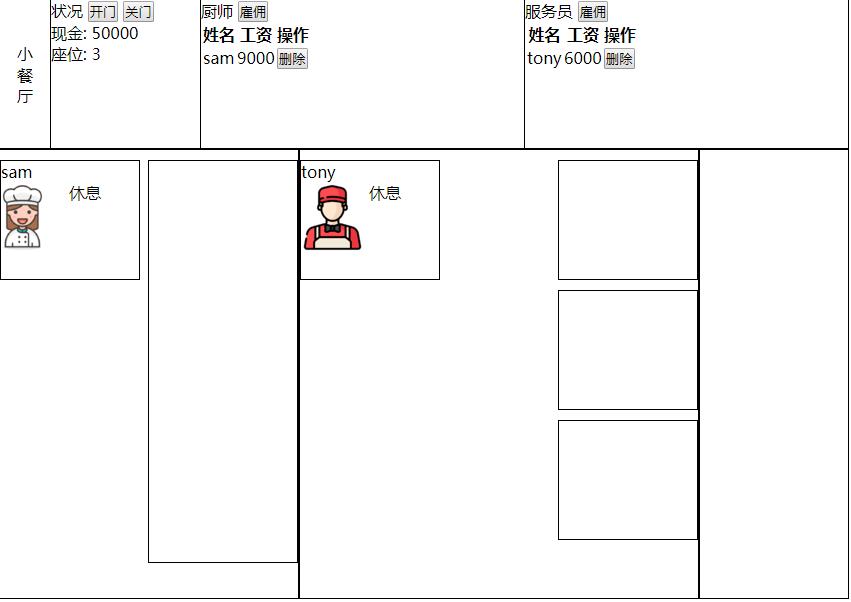 小
餐
厅
状况 开门 关门
现金: 50000
座位: 3
厨师 雇佣
姓名 工资 操作
sam 9000 删除
服务员 雇佣
姓名 工资 操作
tony 6000 删除
sam
休息
tony
休息